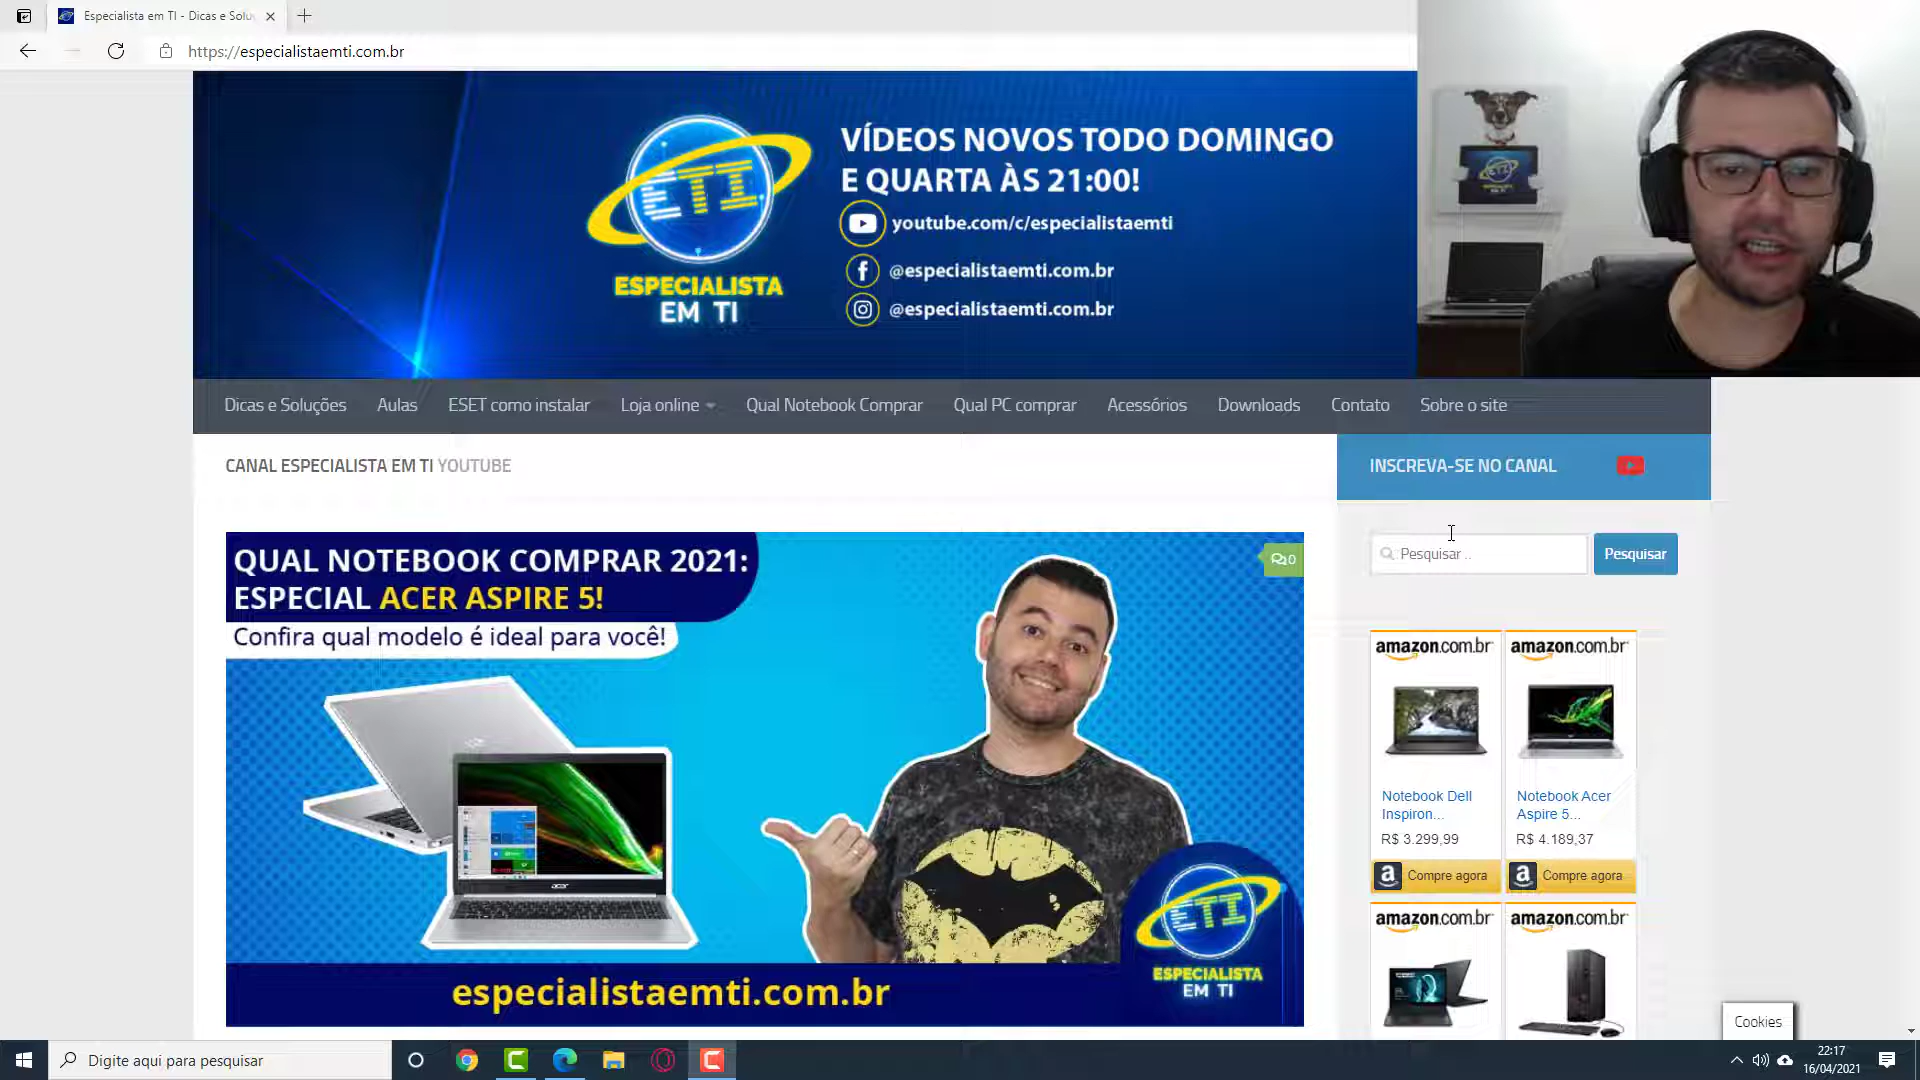 Especialista em TI - Dicas e Solu
https://especialistaemti.com.br
ETI
ESPECIALISTA
EM TI
VÍDEOS NOVOS TODO DOMINGO
E QUARTA ÀS 21:00!
youtube.com/c/especialistaemti
@especialistaemti.com.br
@especialistaemti.com.br
Dicas e Soluções Aulas ESET como instalar Loja online Qual Notebook Comprar Qual PC comprar Acessórios Downloads Contato Sobre o site
CANAL ESPECIALISTA EM TI YOUTUBE
INSCREVA-SE NO CANAL
Pesquisar ..
Pesquisar
QUAL NOTEBOOK COMPRAR 2021:
ESPECIAL ACER ASPIRE 5!
Confira qual modelo é ideal para você!
0
acer
ETI
ESPECIALISTA
EM TI
especialistaemti.com.br
amazon.com.br
Notebook Dell
Inspiron...
R$ 3.299,99
Compre agora
amazon.com.br
Notebook Acer
Aspire 5...
R$ 4.189,37
Compre agora
amazon.com.br
amazon.com.br
Cookies
Digite aqui para pesquisar
22:17
16/04/2021